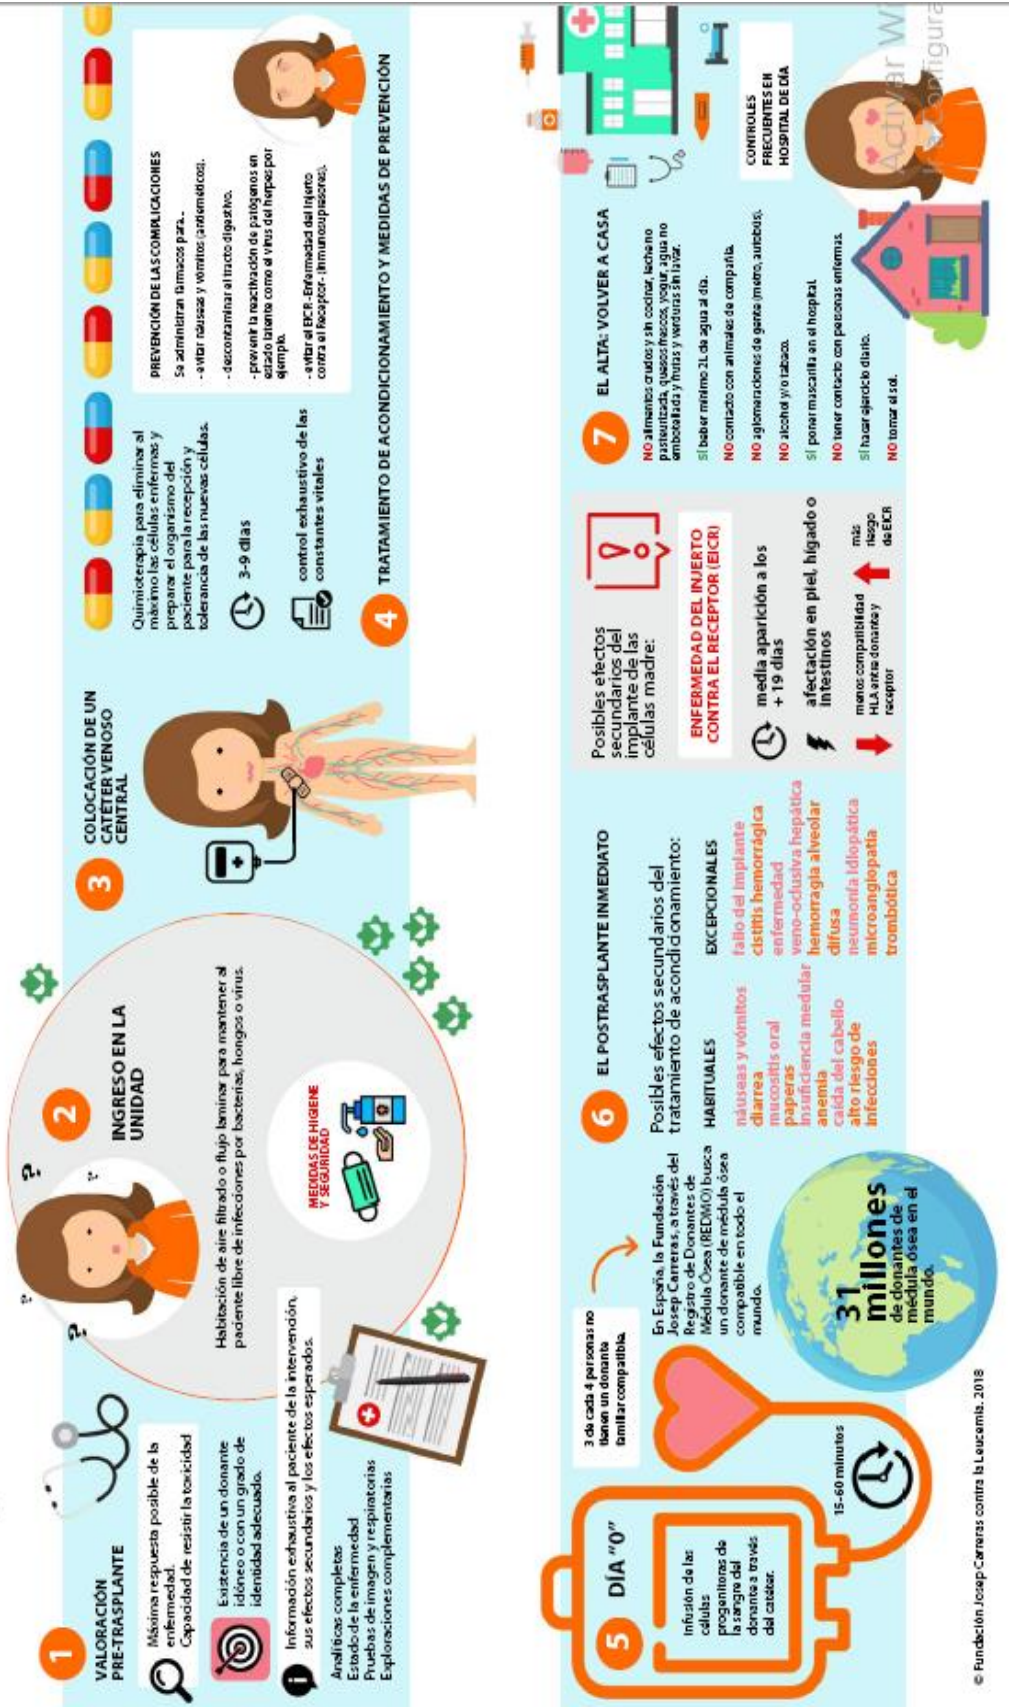 1
VALORACIÓN
PRE-TRASPLANTE
Máxima respuesta posible de la
enfermedad.
Capacidad de resistir la toxicidad
Existencia de un donante
idóneo o con un grado de
identidad adecuado.
Información exhaustiva al paciente de la intervención,
sus efectos secundarios y los efectos esperados.
Analíticas completas
Estado de la enfermedad
Pruebas de imagen y respiratorias
Exploraciones complementarias
2
INGRESO EN LA
UNIDAD
? ? ? ? ?
Habitación de aire filtrado o flujo laminar para mantener al
paciente libre de infecciones por bacterias, hongos o virus.
MEDIDAS DE HIGIENE
Y SEGURIDAD
3
COLOCACIÓN DE UN
CATÉTER VENOSO
CENTRAL
Quimioterapia para eliminar al
máximo las células enfermas y
preparar el organismo del
paciente para la recepción y
tolerancia de las nuevas células.
3-9 días
control exhaustivo de las
constantes vitales
PREVENCIÓN DE LAS COMPLICACIONES
Se administran fármacos para...
- evitar náuseas y vómitos (antieméticos).
- descontaminar el tracto digestivo.
- prevenir la reactivación de patógenos en
estado latente como el virus del herpes por
ejemplo.
- evitar el EICR -Enfermedad del Injerto
contra el Receptor- (inmunosupresores).
4
TRATAMIENTO DE ACONDICIONAMIENTO Y MEDIDAS DE PREVENCIÓN
5
DÍA "0"
Infusión de las
células
progenitoras de
la sangre del
donante a través
del catéter.
15-60 minutos
3 de cada 4 personas no
tienen un donante
familiar compatible.
En España, la Fundación
Josep Carreras, a través del
Registro de Donantes de
Médula Ósea (REDMO) busca
un donante de médula ósea
compatible en todo el
mundo.
31
millones
de donantes de
médula ósea en el
mundo.
6
EL POSTRASPLANTE INMEDIATO
Posibles efectos secundarios del
tratamiento de acondicionamiento:
HABITUALES
náuseas y vómitos
diarrea
mucositis oral
paperas
insuficiencia medular
anemia
caída del cabello
alto riesgo de
infecciones
EXCEPCIONALES
fallo del implante
cistitis hemorrágica
enfermedad
veno-oclusiva hepática
hemorragia alveolar
difusa
neumonía idiopática
microangiopatía
trombótica
Posibles efectos
secundarios del
implante de las
células madre:
ENFERMEDAD DEL INJERTO
CONTRA EL RECEPTOR (EICR)
media aparición a los
+ 19 días
afectación en piel, hígado o
intestinos
menos compatibilidad
HLA entre donante y
receptor
más
riesgo
de EICR
7
EL ALTA: VOLVER A CASA
NO alimentos crudos y sin cocinar, leche no
pasteurizada, quesos frescos, yogur, agua no
embotellada y frutas y verduras sin lavar.
SÍ beber mínimo 2L de agua al día.
NO contacto con animales de compañía.
NO aglomeraciones de gente (metro, autobús).
NO alcohol y/o tabaco.
SÍ poner mascarilla en el hospital.
NO tener contacto con personas enfermas.
SÍ hacer ejercicio diario.
NO tomar el sol.
CONTROLES
FRECUENTES EN
HOSPITAL DE DÍA
Activar Wi
© Fundación Josep Carreras contra la Leucemia. 2018